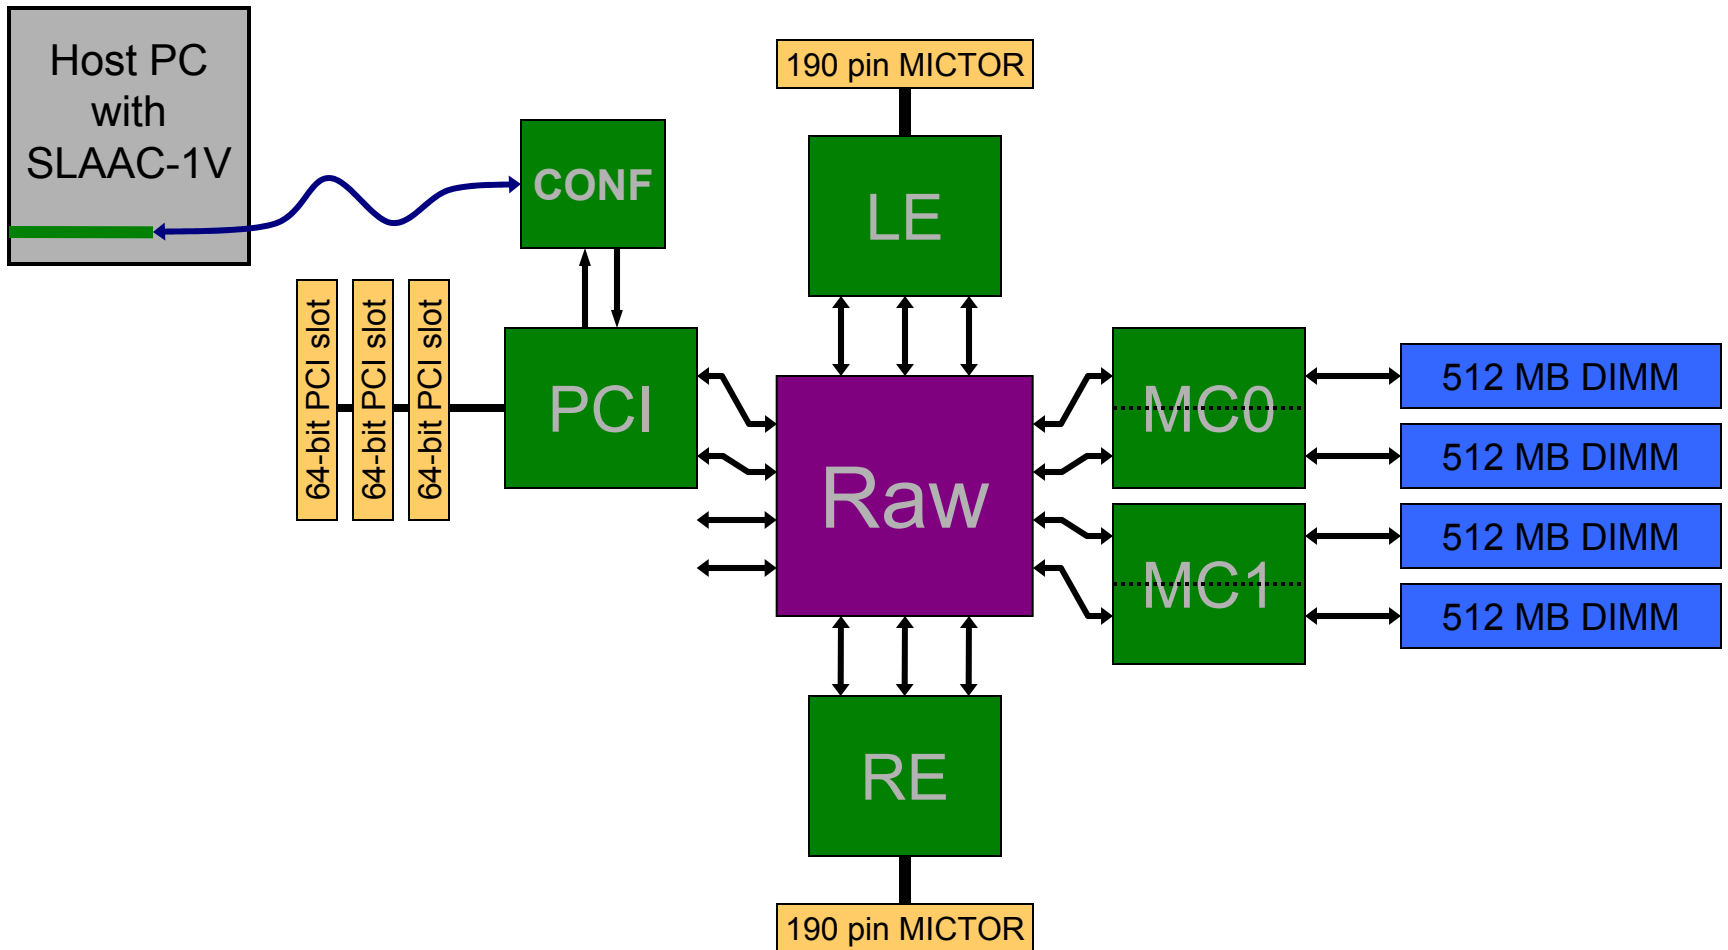 Host PC
with
SLAAC-1V
190 pin MICTOR
CONF
LE
64-bit PCI slot
64-bit PCI slot
64-bit PCI slot
PCI
Raw
MC0
MC1
512 MB DIMM
512 MB DIMM
512 MB DIMM
512 MB DIMM
RE
190 pin MICTOR